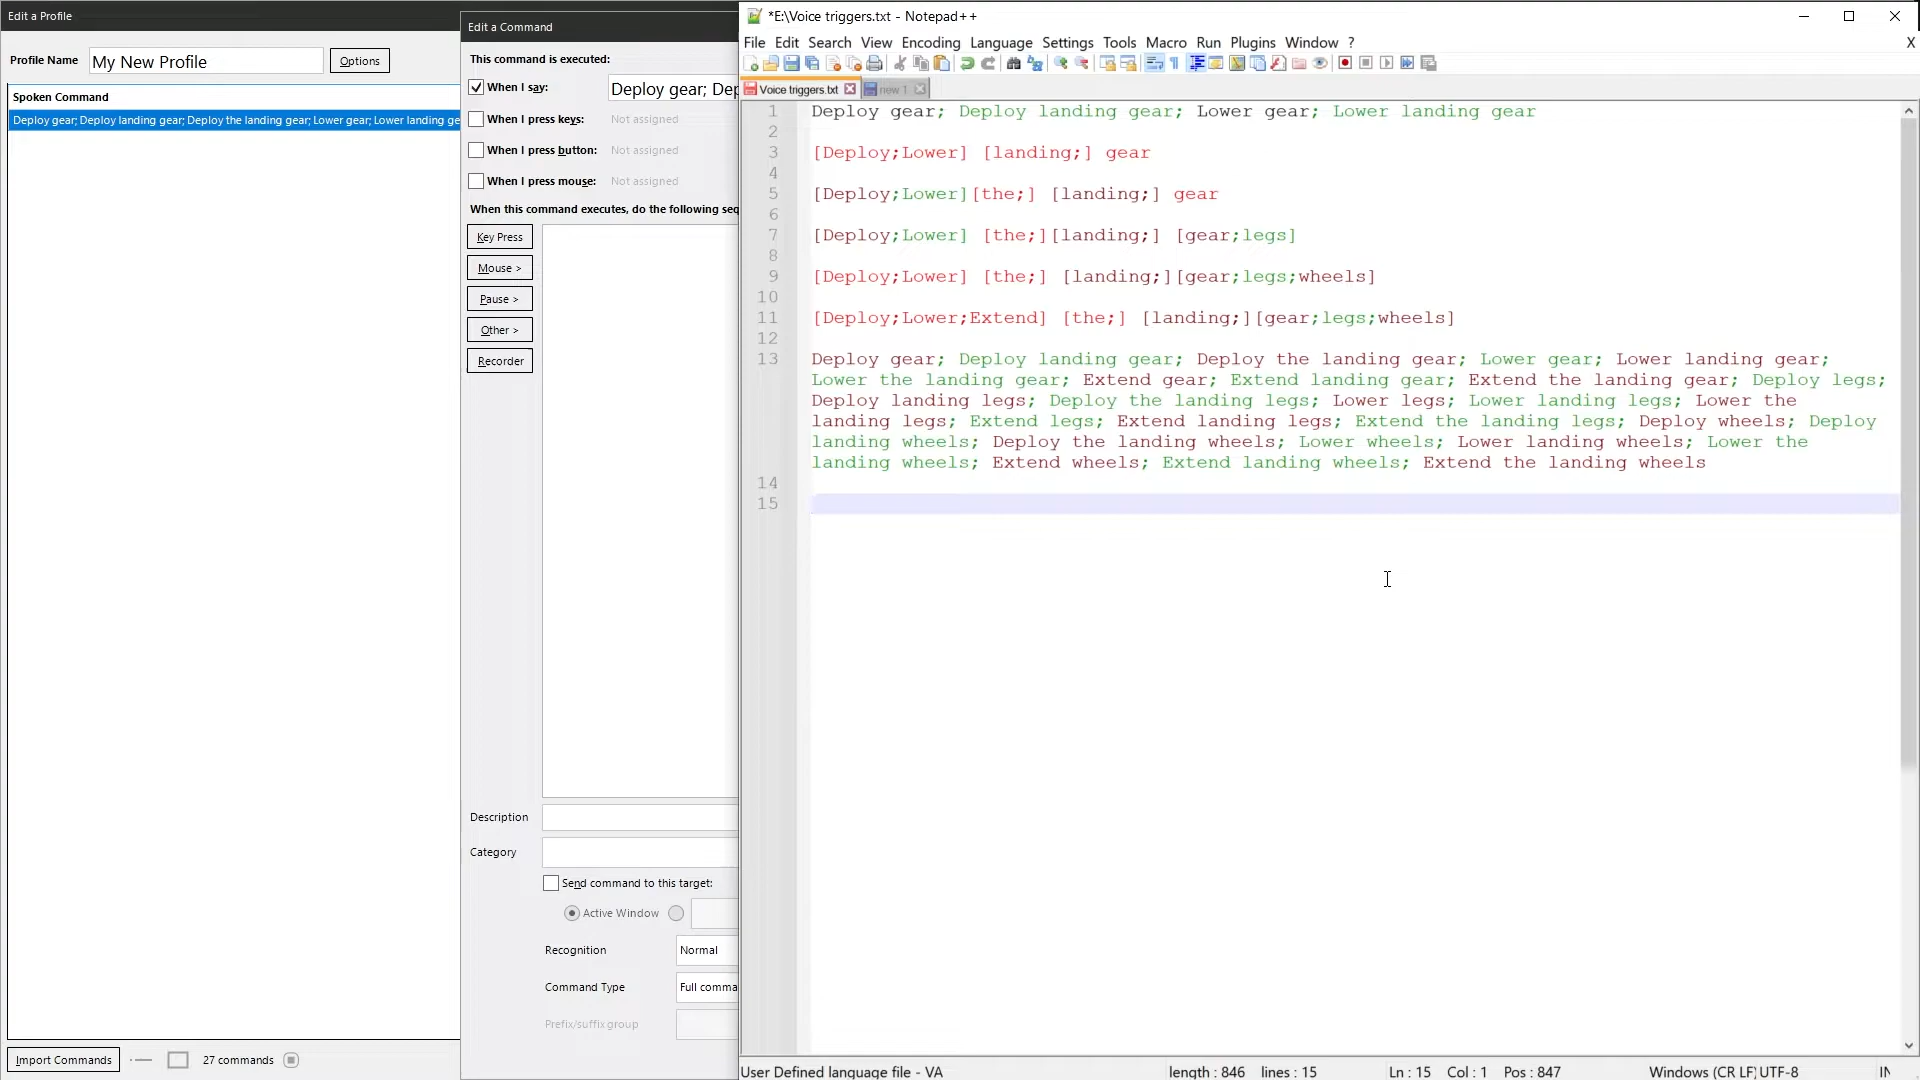 Edit a Profile
Profile Name My New Profile Options
Spoken Command
Deploy gear; Deploy landing gear; Deploy the landing gear; Lower gear; Lower landing ge
Import Commands 27 commands
Edit a Command
This command is executed:
When I say: Deploy gear; Dep
When I press keys: Not assigned
When I press button: Not assigned
When I press mouse: Not assigned
When this command executes, do the following seq
Key Press
Mouse >
Pause >
Other >
Recorder
Description
Category
Send command to this target:
Active Window
Recognition Normal
Command Type Full comma
Prefix/suffix group
*E:\Voice triggers.txt - Notepad++
File Edit Search View Encoding Language Settings Tools Macro Run Plugins Window ? X
Voice triggers.txt new 1
1 Deploy gear; Deploy landing gear; Lower gear; Lower landing gear
2
3 [Deploy;Lower] [landing;] gear
4
5 [Deploy;Lower][the;] [landing;] gear
6
7 [Deploy;Lower] [the;][landing;] [gear;legs]
8
9 [Deploy;Lower] [the;] [landing;][gear;legs;wheels]
10
11 [Deploy;Lower;Extend] [the;] [landing;][gear;legs;wheels]
12
13 Deploy gear; Deploy landing gear; Deploy the landing gear; Lower gear; Lower landing gear;
Lower the landing gear; Extend gear; Extend landing gear; Extend the landing gear; Deploy legs;
Deploy landing legs; Deploy the landing legs; Lower legs; Lower landing legs; Lower the
landing legs; Extend legs; Extend landing legs; Extend the landing legs; Deploy wheels; Deploy
landing wheels; Deploy the landing wheels; Lower wheels; Lower landing wheels; Lower the
landing wheels; Extend wheels; Extend landing wheels; Extend the landing wheels
14
15
User Defined language file - VA length : 846 lines : 15 Ln : 15 Col : 1 Pos : 847 Windows (CR LF) UTF-8 IN